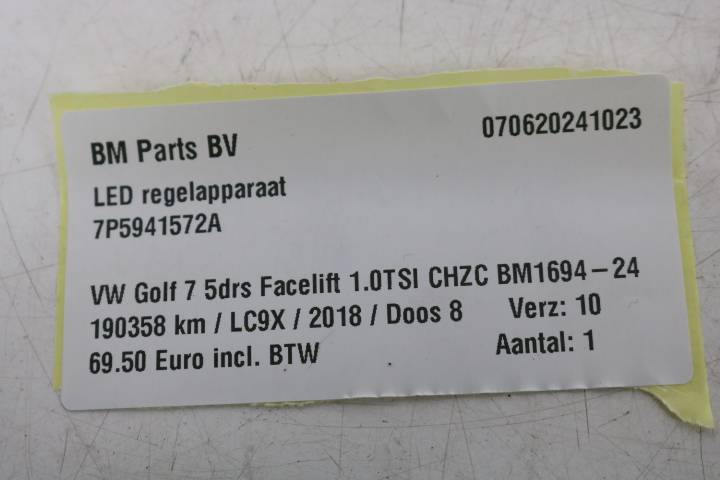 BM Parts BV 070620241023
LED regelapparaat
7P5941572A
VW Golf 7 5drs Facelift 1.0TSI CHZC BM1694-24
190358 km / LC9X / 2018 / Doos 8 Verz: 10
69.50 Euro incl. BTW Aantal: 1